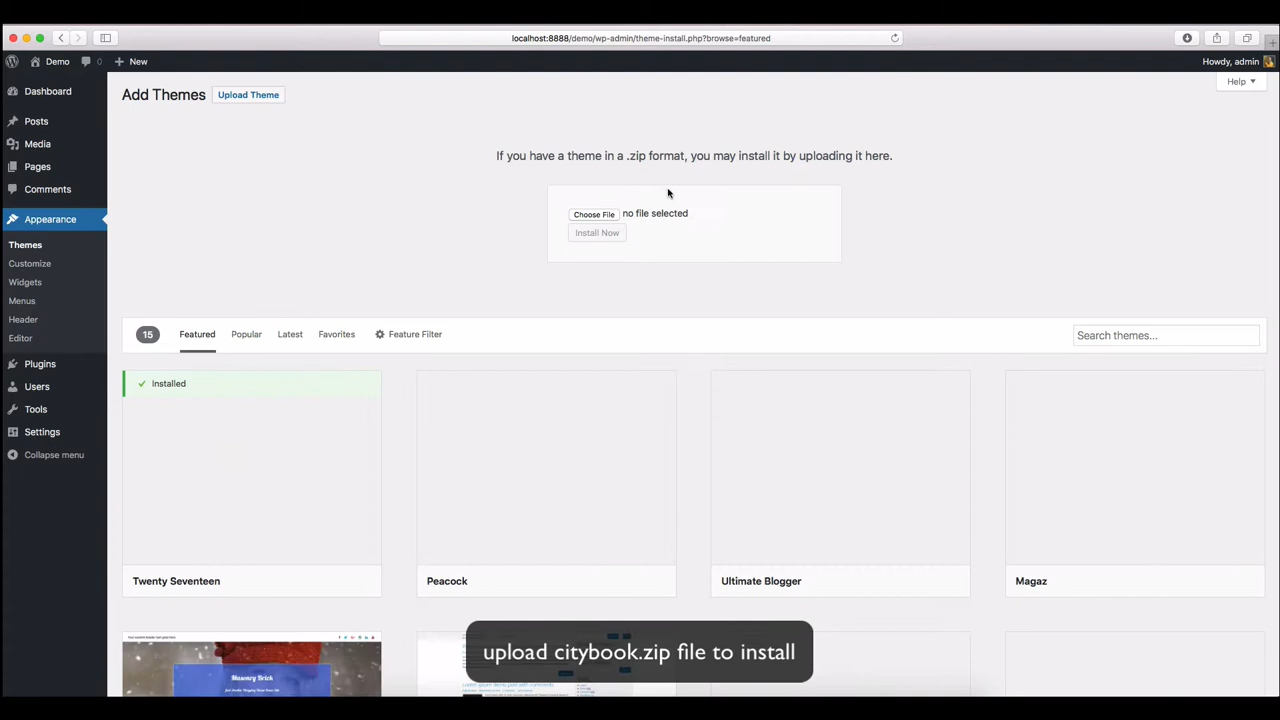 localhost:8888/demo/wp-admin/theme-install.php?browse=featured
Demo 0 New Howdy, admin
Help
Dashboard
Posts
Media
Pages
Comments
Appearance
Themes
Customize
Widgets
Menus
Header
Editor
Plugins
Users
Tools
Settings
Collapse menu
Add Themes Upload Theme
If you have a theme in a .zip format, you may install it by uploading it here.
Choose File no file selected
Install Now
15 Featured Popular Latest Favorites Feature Filter Search themes...
Installed
Twenty Seventeen Peacock Ultimate Blogger Magaz
Masonry Brick
upload citybook.zip file to install